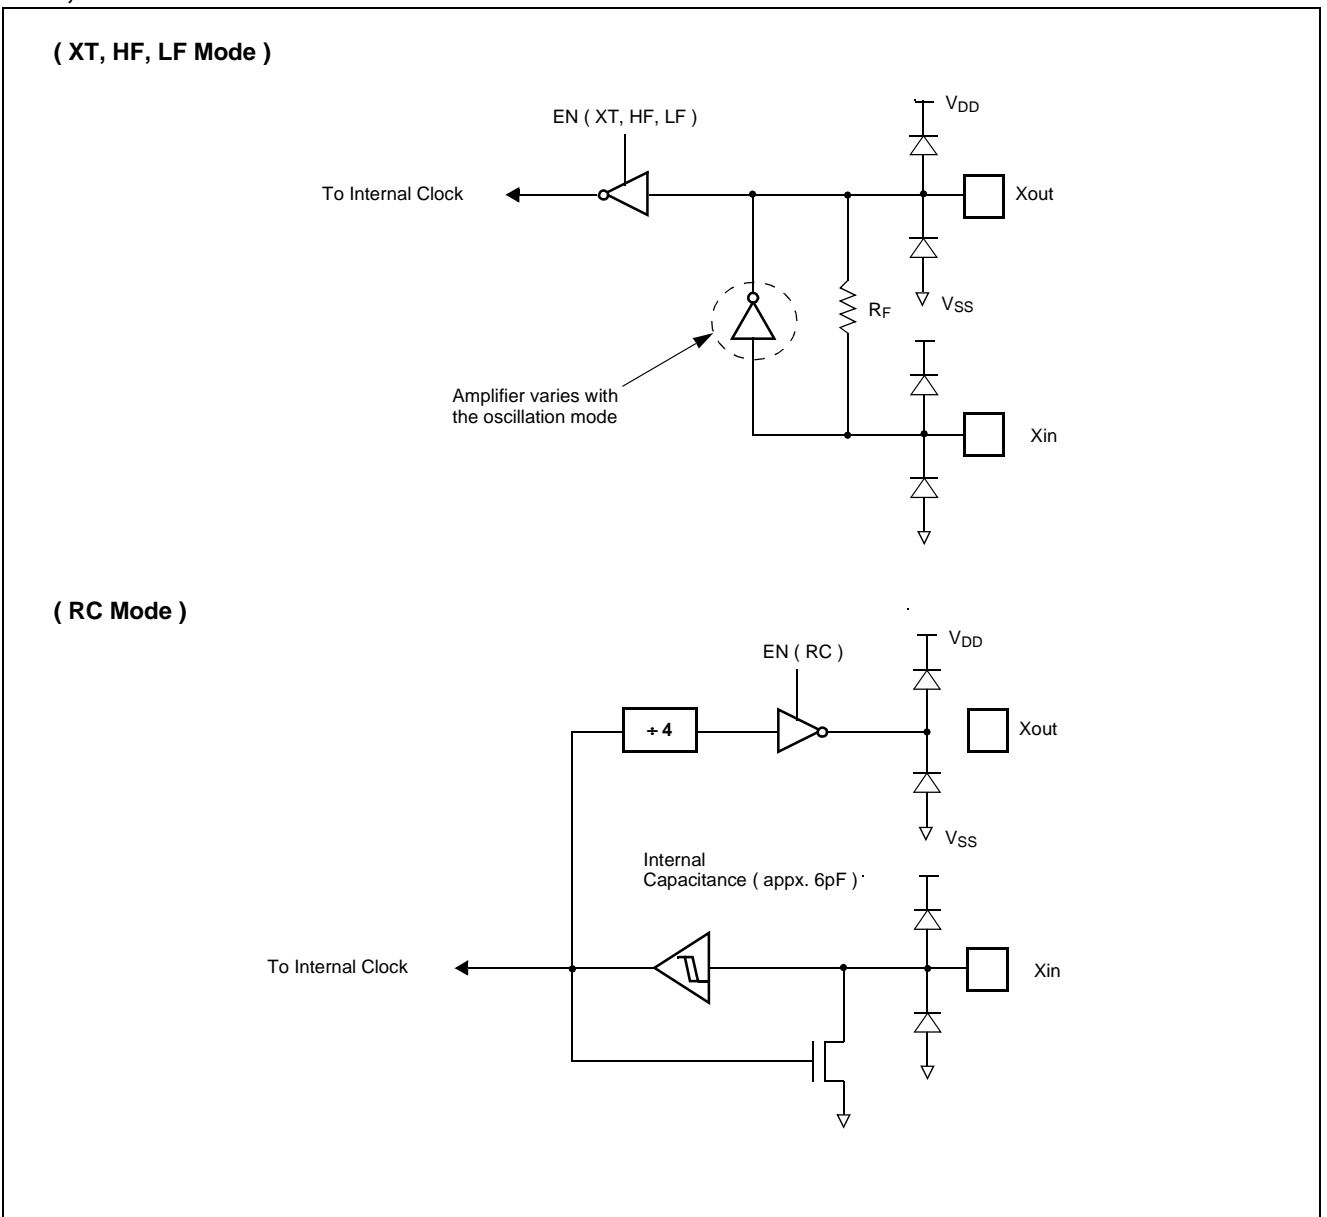 ( XT, HF, LF Mode )
VDD
EN ( XT, HF, LF )
To Internal Clock
Xout
VSS
RF
Amplifier varies with
the oscillation mode
Xin
( RC Mode )
VDD
EN ( RC )
÷ 4
Xout
VSS
Internal
Capacitance ( appx. 6pF )
To Internal Clock
Xin